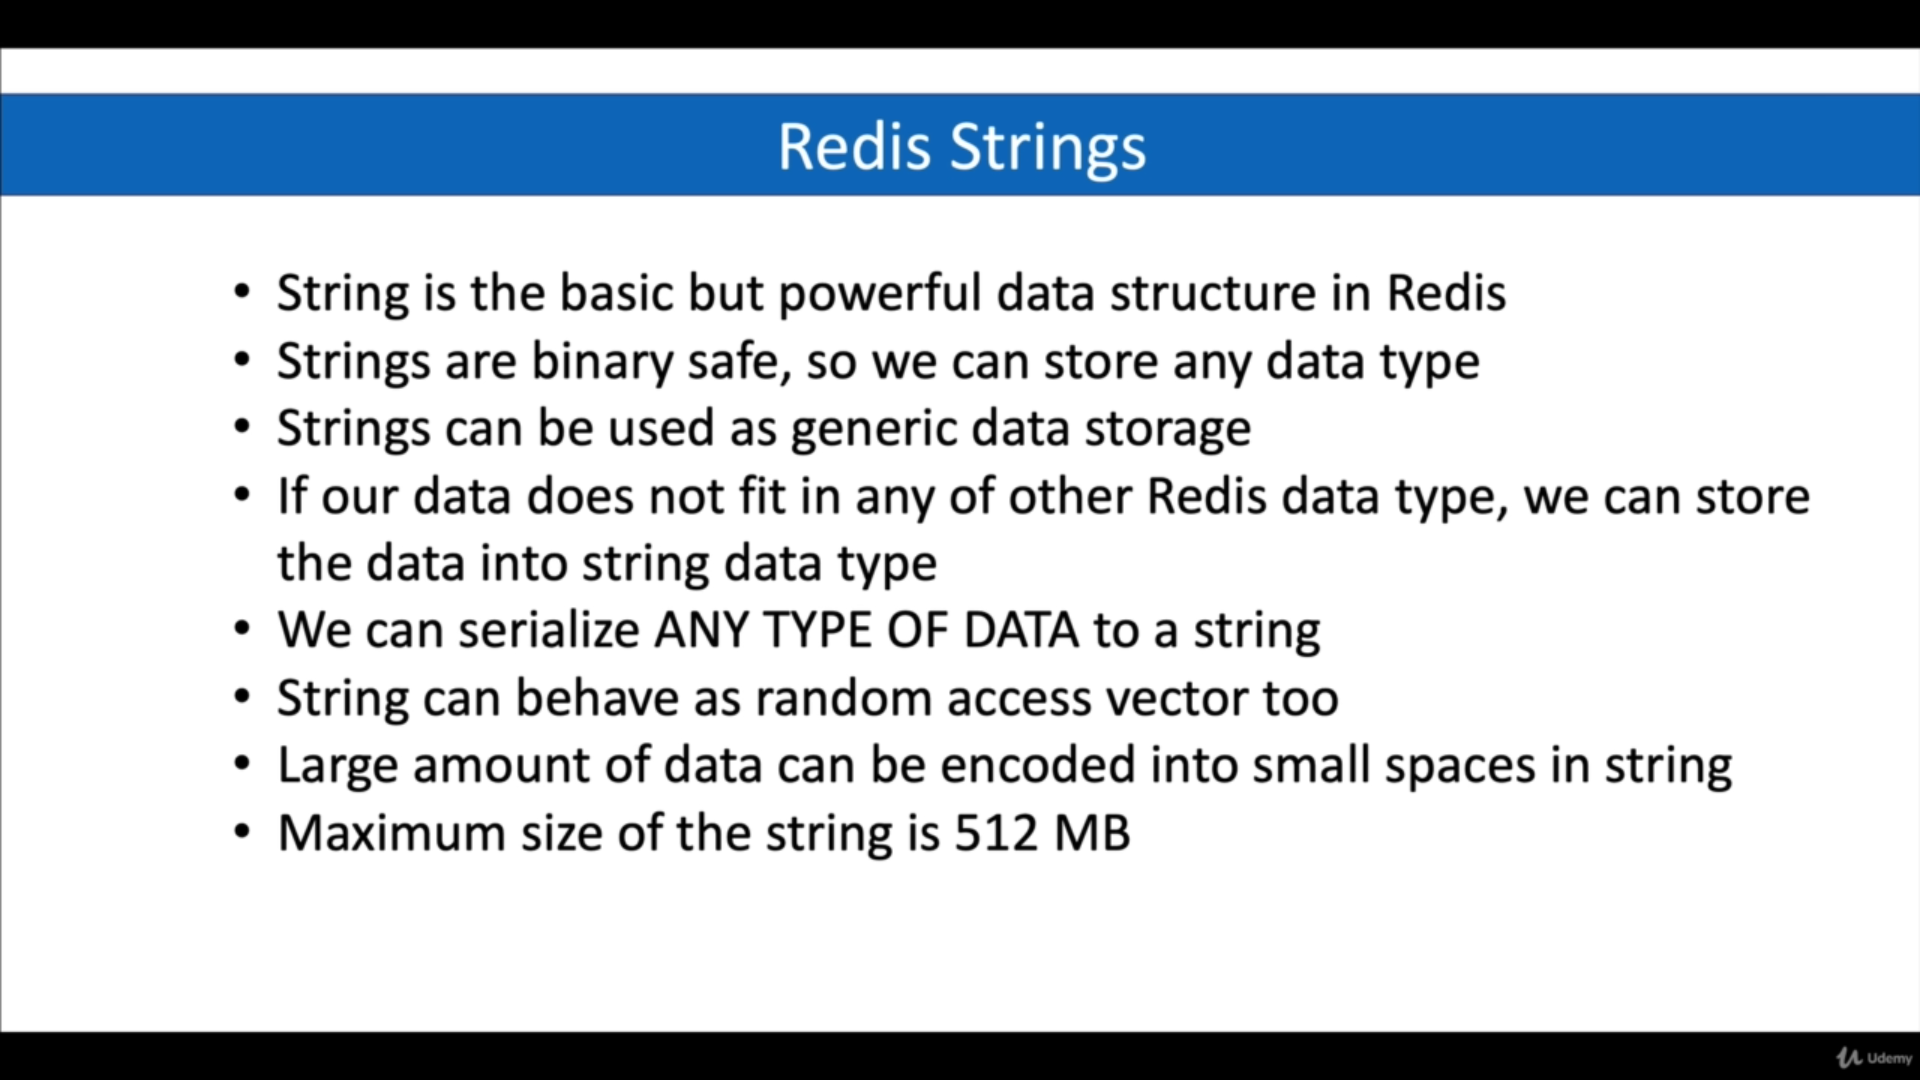 Redis Strings
• String is the basic but powerful data structure in Redis
• Strings are binary safe, so we can store any data type
• Strings can be used as generic data storage
• If our data does not fit in any of other Redis data type, we can store
the data into string data type
• We can serialize ANY TYPE OF DATA to a string
• String can behave as random access vector too
• Large amount of data can be encoded into small spaces in string
• Maximum size of the string is 512 MB
Udemy